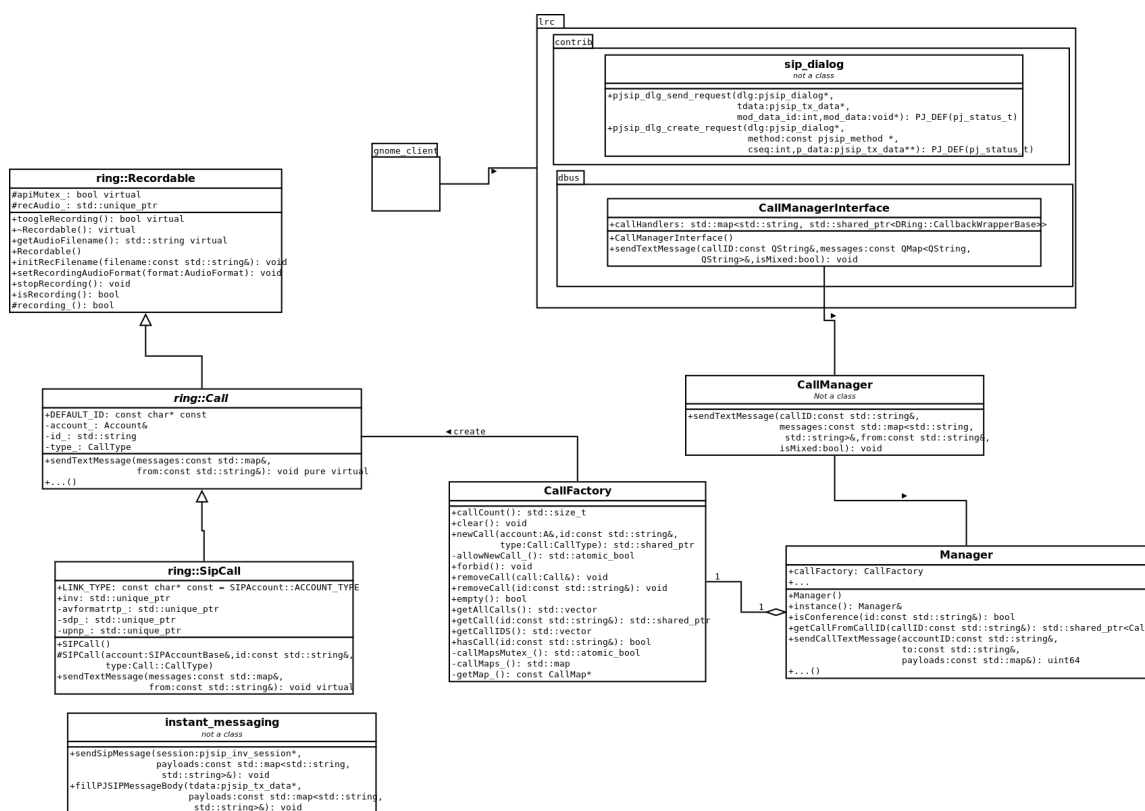 lrc
contrib
sip_dialog
not a class
+pjsip_dlg_send_request(dlg:pjsip_dialog*,
tdata:pjsip_tx_data*,
mod_data_id:int,mod_data:void*): PJ_DEF(pj_status_t)
+pjsip_dlg_create_request(dlg:pjsip_dialog*,
method:const pjsip_method *,
cseq:int,p_data:pjsip_tx_data**): PJ_DEF(pj_status_t)
gnome_client
dbus
CallManagerInterface
+callHandlers: std::map<std::string, std::shared_ptr<DRing::CallbackWrapperBase>>
+CallManagerInterface()
+sendTextMessage(callID:const QString&,messages:const QMap<QString,
QString>&,isMixed:bool): void
ring::Recordable
#apiMutex_: bool virtual
#recAudio_: std::unique_ptr
+toogleRecording(): bool virtual
+~Recordable(): virtual
+getAudioFilename(): std::string virtual
+Recordable()
+initRecFilename(filename:const std::string&): void
+setRecordingAudioFormat(format:AudioFormat): void
+stopRecording(): void
+isRecording(): bool
#recording_(): bool
ring::Call
+DEFAULT_ID: const char* const
-account_: Account&
-id_: std::string
-type_: CallType
+sendTextMessage(messages:const std::map&,
from:const std::string&): void pure virtual
+...()
create
CallManager
Not a class
+sendTextMessage(callID:const std::string&,
messages:const std::map<std::string,
std::string>&,from:const std::string&,
isMixed:bool): void
CallFactory
+callCount(): std::size_t
+clear(): void
+newCall(account:A&,id:const std::string&,
type:Call:CallType): std::shared_ptr
-allowNewCall_(): std::atomic_bool
+forbid(): void
+removeCall(call:Call&): void
+removeCall(id:const std::string&): void
+empty(): bool
+getAllCalls(): std::vector
+getCall(id:const std::string&): std::shared_ptr
+getCallIDS(): std::vector
+hasCall(id:const std::string&): bool
-callMapsMutex_(): std::atomic_bool
-callMaps_(): std::map
-getMap_(): const CallMap*
1
1
Manager
+callFactory: CallFactory
+...
+Manager()
+instance(): Manager&
+isConference(id:const std::string&): bool
+getCallFromCallID(callID:const std::string&): std::shared_ptr<Cal
+sendCallTextMessage(accountID:const std::string&,
to:const std::string&,
payloads:const std::map&): uint64
+...()
ring::SipCall
+LINK_TYPE: const char* const = SIPAccount::ACCOUNT_TYPE
+inv: std::unique_ptr
-avformatrtp_: std::unique_ptr
-sdp_: std::unique_ptr
-upnp_: std::unique_ptr
+SIPCall()
#SIPCall(account:SIPAccountBase&,id:const std::string&,
type:Call::CallType)
+sendTextMessage(messages:const std::map&,
from:const std::string&): void virtual
instant_messaging
not a class
+sendSipMessage(session:pjsip_inv_session*,
payloads:const std::map<std::string,
std::string>&): void
+fillPJSIPMessageBody(tdata:pjsip_tx_data*,
payloads:const std::map<std::string,
std::string>&): void